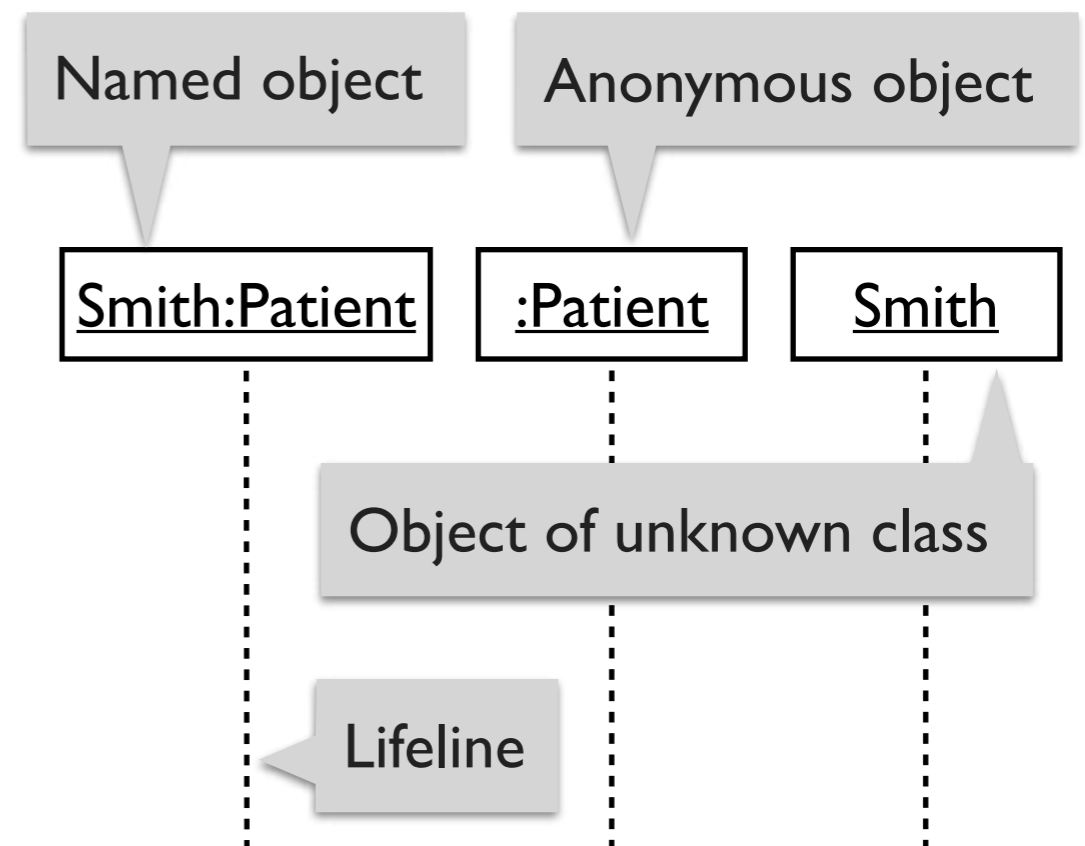 Named object
Anonymous object
Smith:Patient
:Patient
Smith
Object of unknown class
Lifeline